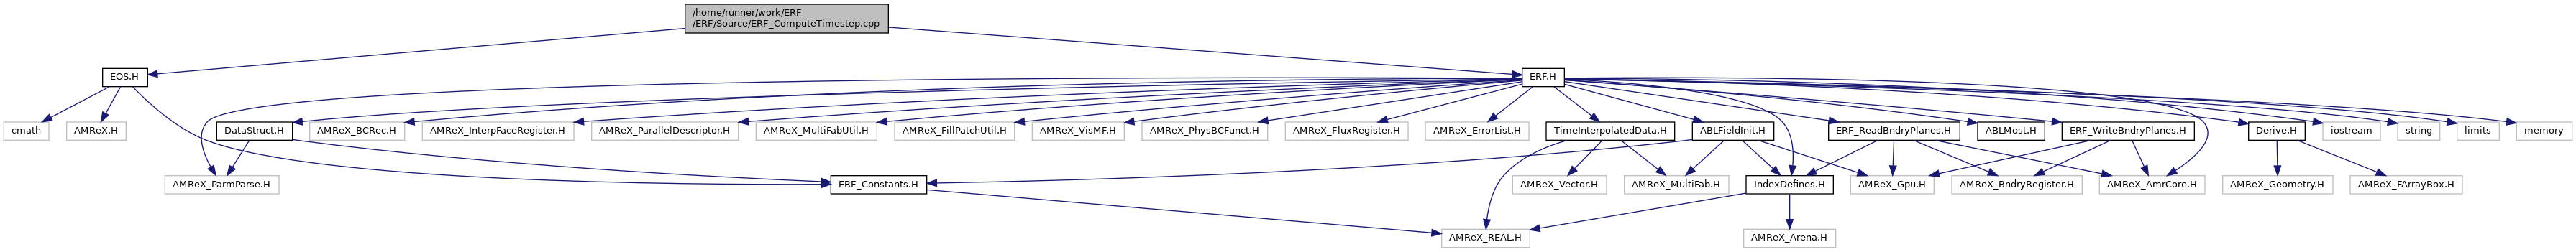 /home/runner/work/ERF
/ERF/Source/ERF_ComputeTimestep.cpp
EOS.H
ERF.H
cmath
AMReX.H
DataStruct.H
AMReX_BCRec.H
AMReX_InterpFaceRegister.H
AMReX_ParallelDescriptor.H
AMReX_MultiFabUtil.H
AMReX_FillPatchUtil.H
AMReX_VisMF.H
AMReX_PhysBCFunct.H
AMReX_FluxRegister.H
AMReX_ErrorList.H
TimeInterpolatedData.H
ABLFieldInit.H
ERF_ReadBndryPlanes.H
ABLMost.H
ERF_WriteBndryPlanes.H
Derive.H
iostream
string
limits
memory
AMReX_ParmParse.H
ERF_Constants.H
AMReX_Vector.H
AMReX_MultiFab.H
IndexDefines.H
AMReX_Gpu.H
AMReX_BndryRegister.H
AMReX_AmrCore.H
AMReX_Geometry.H
AMReX_FArrayBox.H
AMReX_REAL.H
AMReX_Arena.H